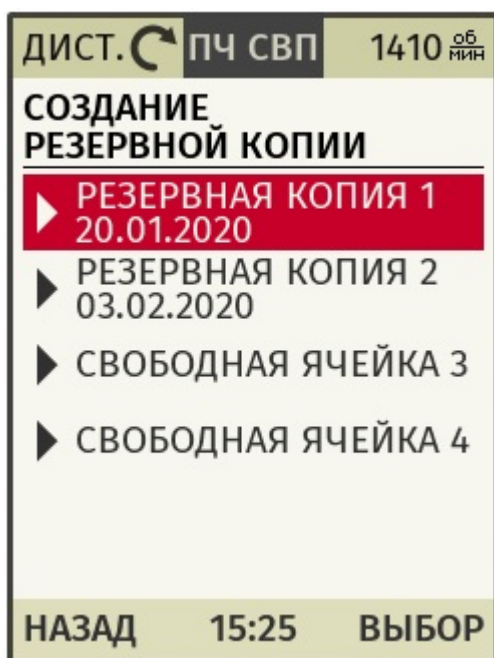 ДИСТ. ПЧ СВП 1410 об/мин
СОЗДАНИЕ
РЕЗЕРВНОЙ КОПИИ
РЕЗЕРВНАЯ КОПИЯ 1
20.01.2020
РЕЗЕРВНАЯ КОПИЯ 2
03.02.2020
СВОБОДНАЯ ЯЧЕЙКА 3
СВОБОДНАЯ ЯЧЕЙКА 4
НАЗАД 15:25 ВЫБОР